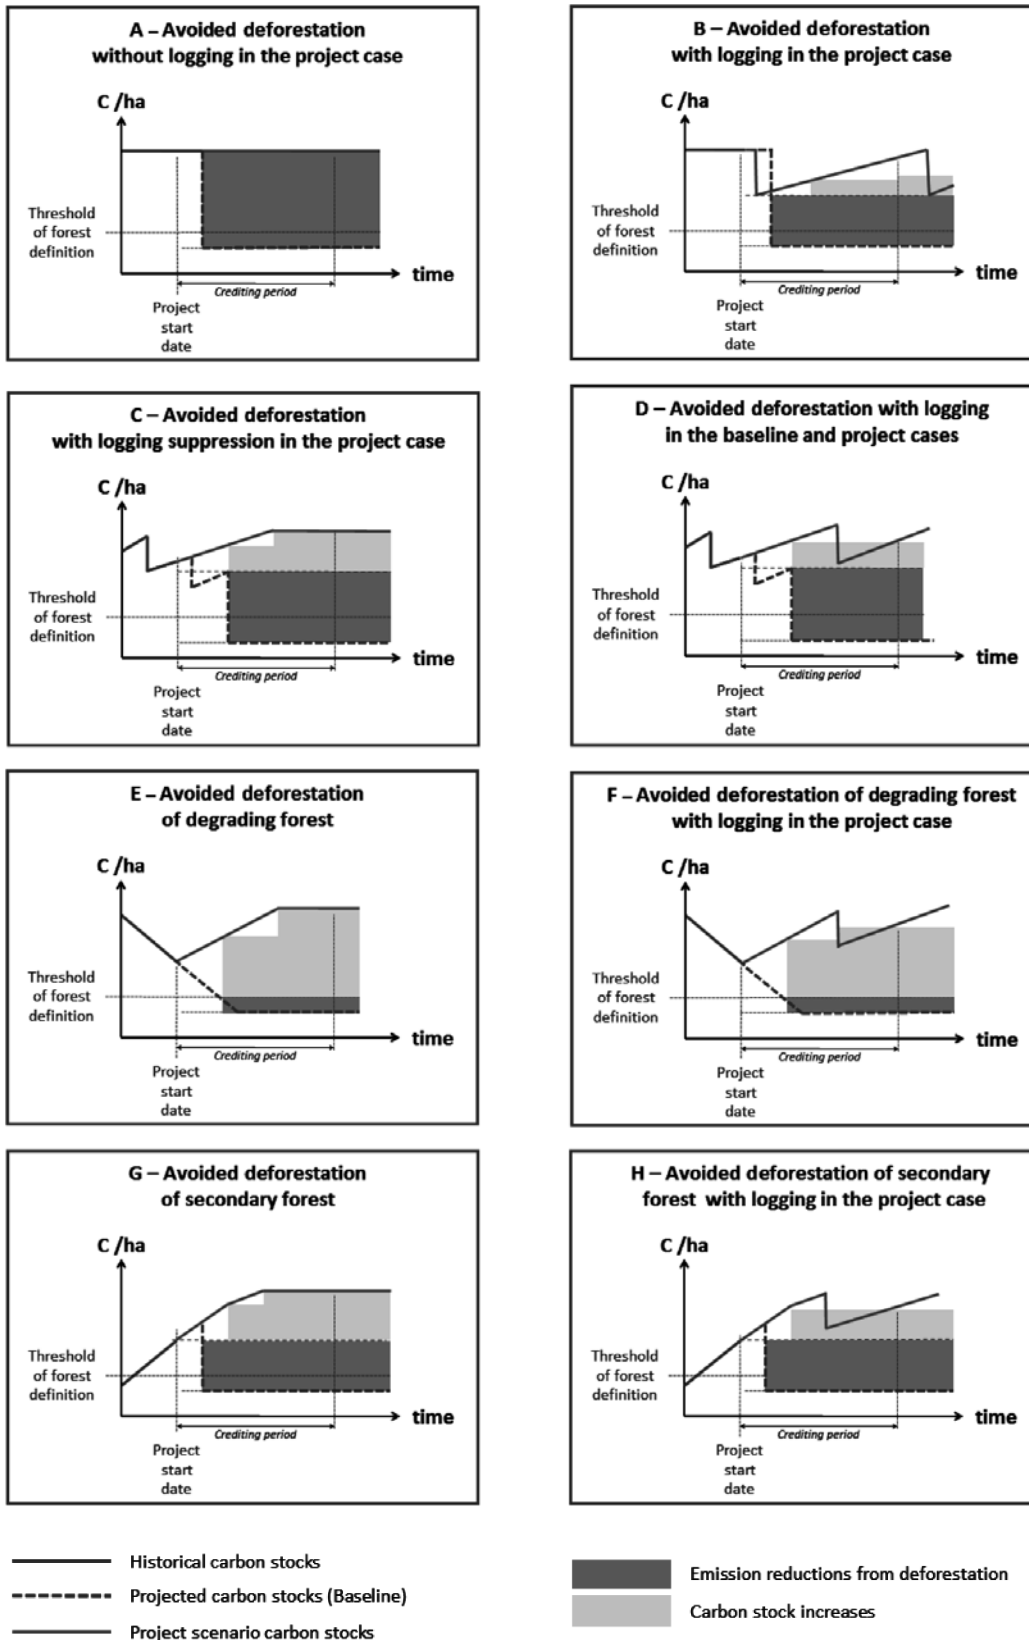 A – Avoided deforestation
without logging in the project case
C /ha
Threshold
of forest
definition
time
Crediting period
Project
start
date
B – Avoided deforestation
with logging in the project case
C /ha
Threshold
of forest
definition
time
Crediting period
Project
start
date
C – Avoided deforestation
with logging suppression in the project case
C /ha
Threshold
of forest
definition
time
Crediting period
Project
start
date
D – Avoided deforestation with logging
in the baseline and project cases
C /ha
Threshold
of forest
definition
time
Crediting period
Project
start
date
E – Avoided deforestation
of degrading forest
C /ha
Threshold
of forest
definition
time
Crediting period
Project
start
date
F – Avoided deforestation of degrading forest
with logging in the project case
C /ha
Threshold
of forest
definition
time
Crediting period
Project
start
date
G – Avoided deforestation
of secondary forest
C /ha
Threshold
of forest
definition
time
Crediting period
Project
start
date
H – Avoided deforestation of secondary
forest with logging in the project case
C /ha
Threshold
of forest
definition
time
Crediting period
Project
start
date
Historical carbon stocks
Projected carbon stocks (Baseline)
Project scenario carbon stocks
Emission reductions from deforestation
Carbon stock increases